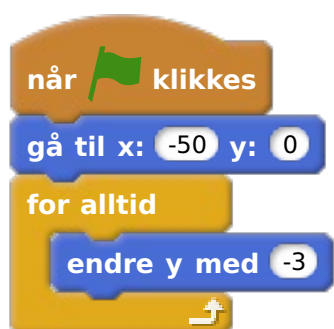 når klikkes
gå til x: -50 y: 0
for alltid
endre y med -3